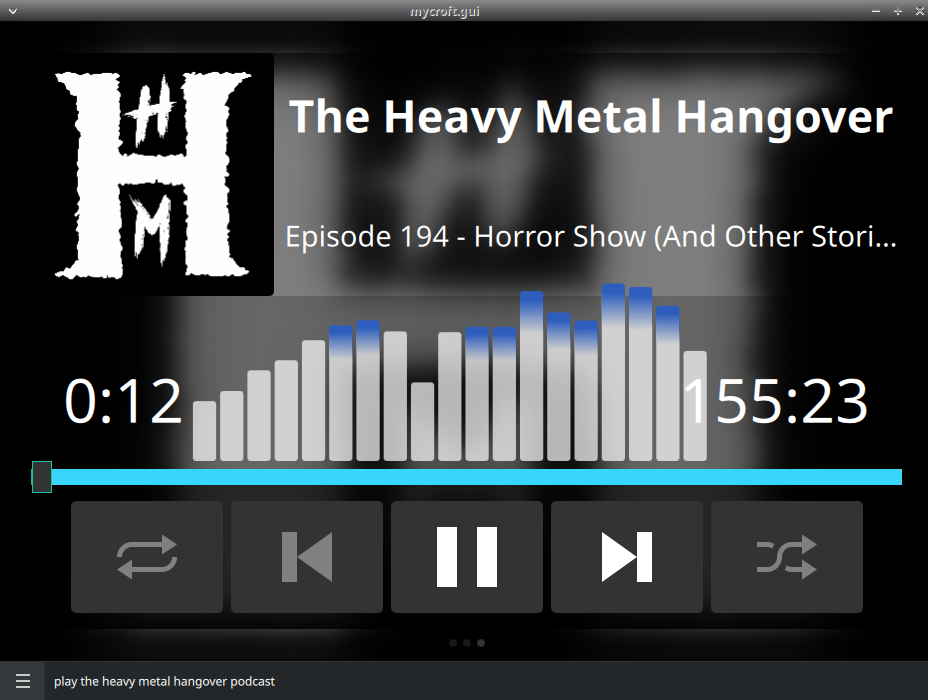 mycroft.gui
H
H
M
The Heavy Metal Hangover
Episode 194 - Horror Show (And Other Stori...
0:12
155:23
play the heavy metal hangover podcast